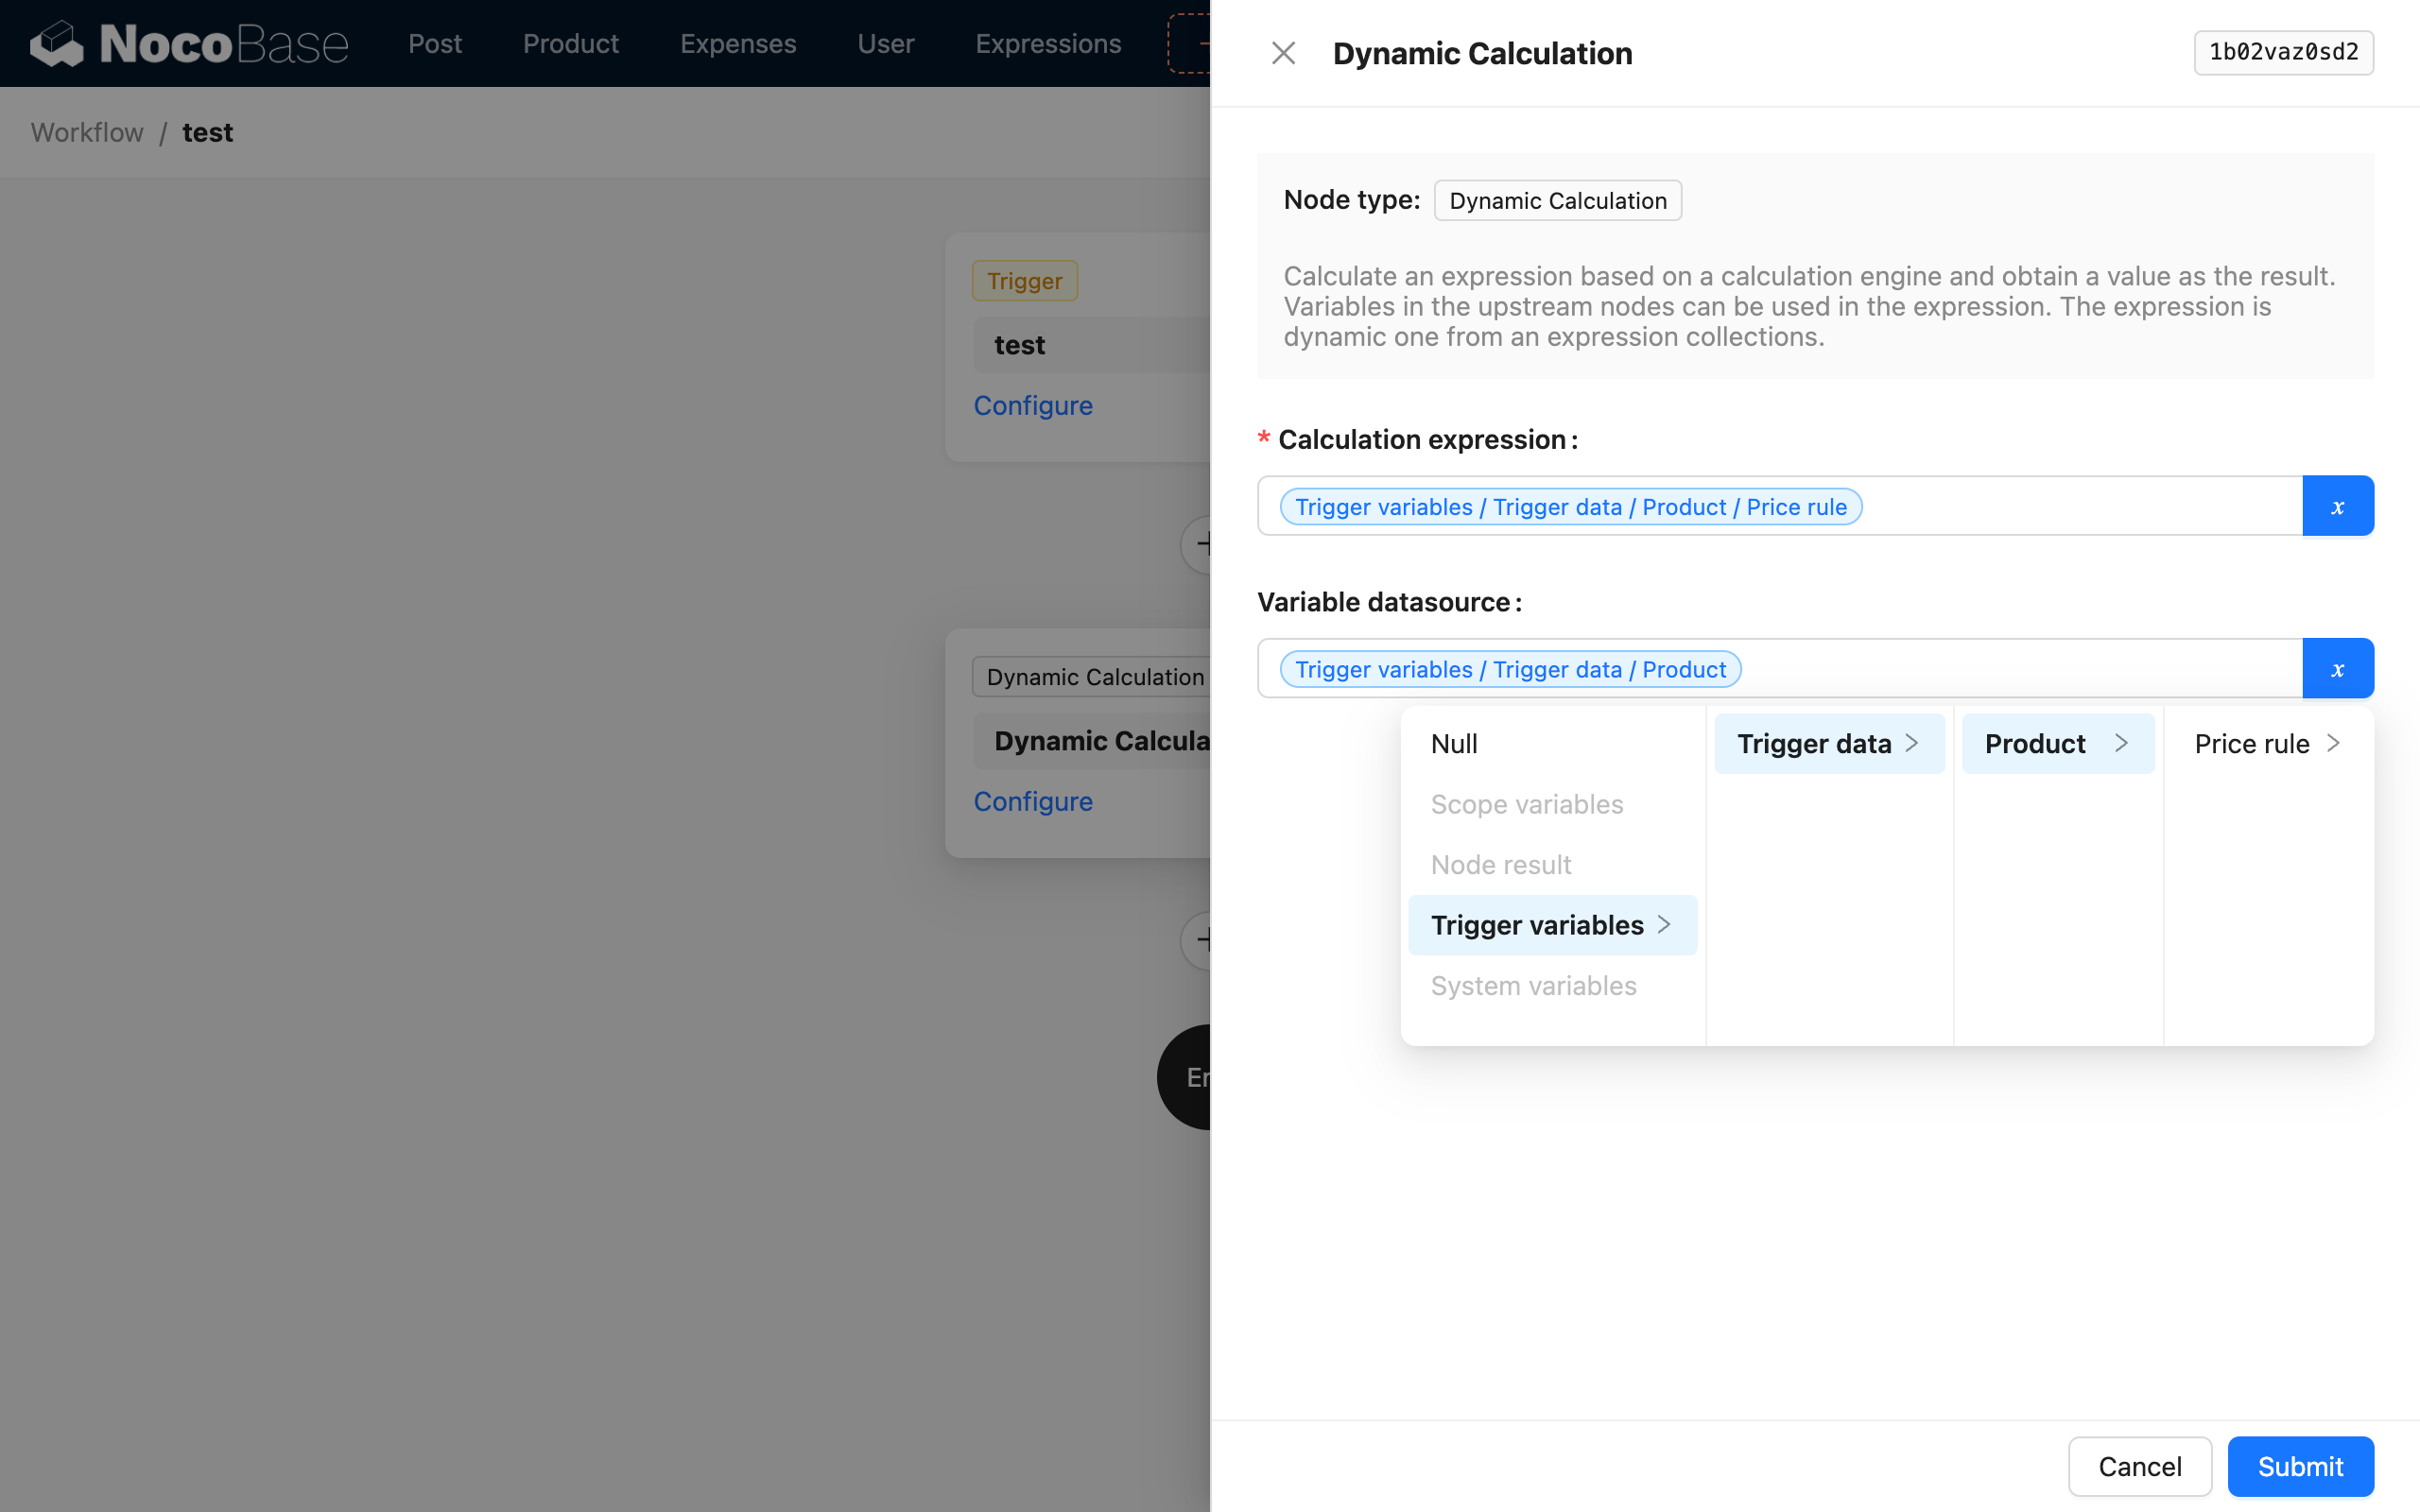 NocoBase Post Product Expenses User Expressions
Workflow / test
Trigger
test
Configure
Dynamic Calculation
Dynamic Calcula
Configure
Er
Dynamic Calculation
1b02vaz0sd2
Node type: Dynamic Calculation
Calculate an expression based on a calculation engine and obtain a value as the result.
Variables in the upstream nodes can be used in the expression. The expression is
dynamic one from an expression collections.
* Calculation expression:
Trigger variables / Trigger data / Product / Price rule
x
Variable datasource:
Trigger variables / Trigger data / Product
x
Null
Scope variables
Node result
Trigger variables >
System variables
Trigger data >
Product >
Price rule >
Cancel Submit